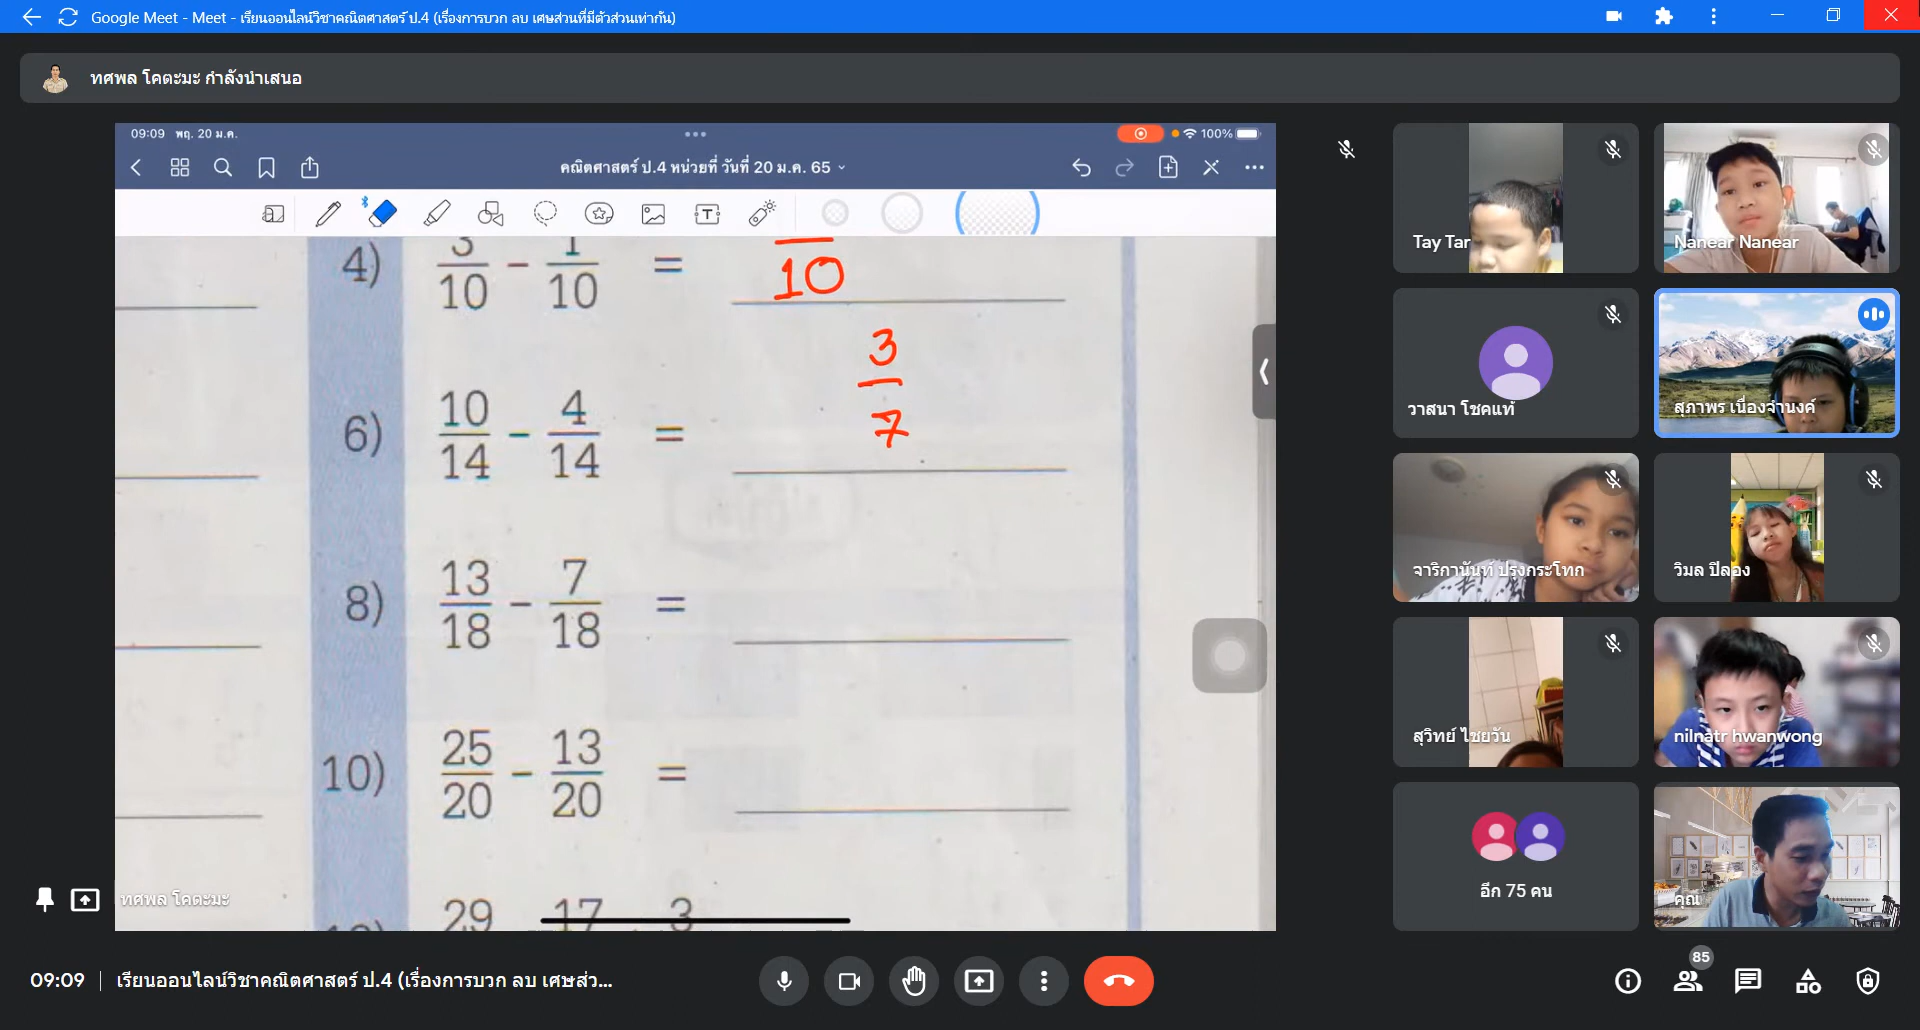 Google Meet - Meet - เรียนออนไลน์วิชาคณิตศาสตร์ ป.4 (เรื่องการบวก ลบ เศษส่วนที่มีตัวส่วนเท่ากัน)
ทศพล โคตะมะ กำลังนำเสนอ
09:09 พฤ. 20 ม.ค.
100%
คณิตศาสตร์ ป.4 หน่วยที่ วันที่ 20 ม.ค. 65
4) 3/10 - 1/10 = 10
6) 10/14 - 4/14 = 3/7
8) 13/18 - 7/18 =
10) 25/20 - 13/20 =
29 17 3
ทศพล โคตะมะ
Tay Tar
Nanear Nanear
วาสนา โชคแท้
สุภาพร เนื่องจำนงค์
จาริกานันท์ ปรุงกระโทก
วิมล ปิลอง
สุวิทย์ ไชยวัน
nilnatr hwanwong
อีก 75 คน
คุณ
09:09 | เรียนออนไลน์วิชาคณิตศาสตร์ ป.4 (เรื่องการบวก ลบ เศษส่ว...
85